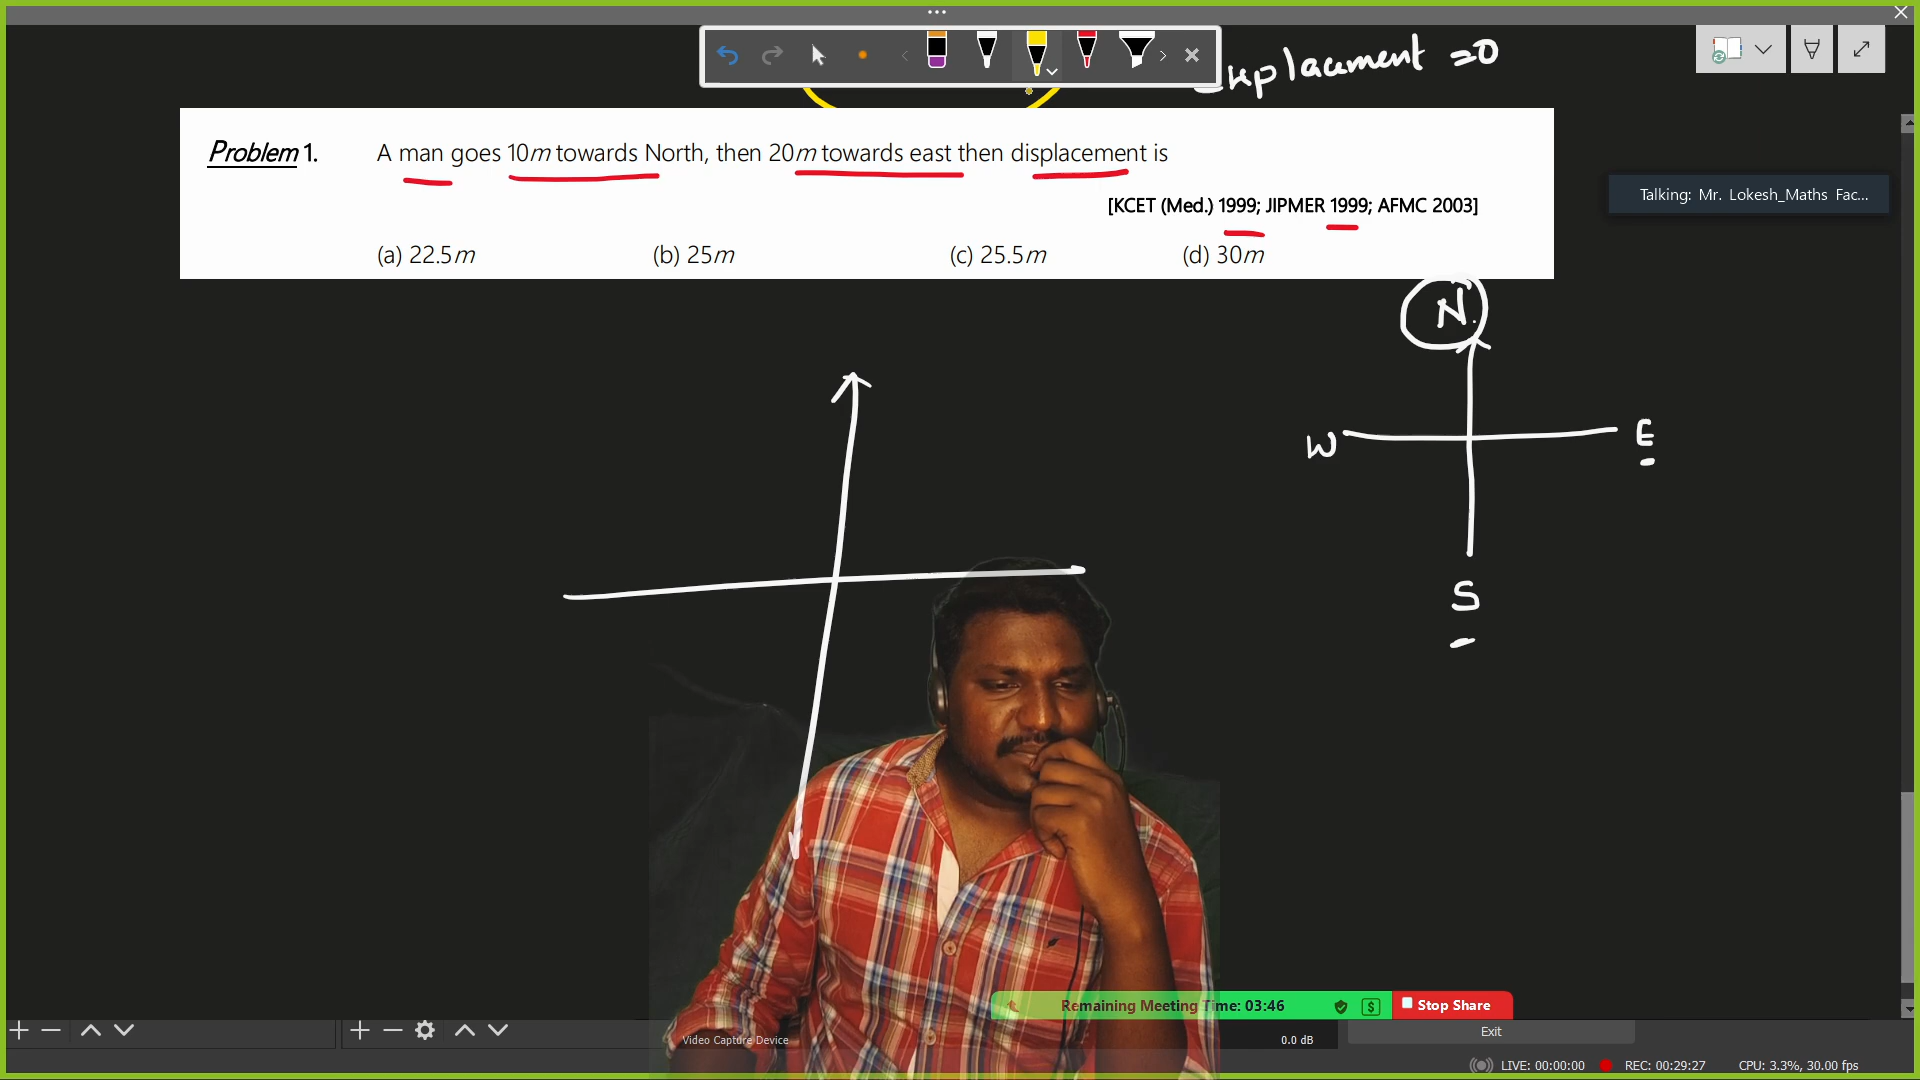 =0
Problem 1. A man goes 10m towards North, then 20m towards east then displacement is
Talking: Mr. Lokesh_Maths Fac...
[KCET (Med.) 1999; JIPMER 1999; AFMC 2003]
(a) 22.5m (b) 25m (c) 25.5m (d) 30m
N
W E
S
Remaining Meeting Time: 03:46 Stop Share
Exit
Video Capture Device 0.0 dB
LIVE: 00:00:00 REC: 00:29:27 CPU: 3.3%, 30.00 fps